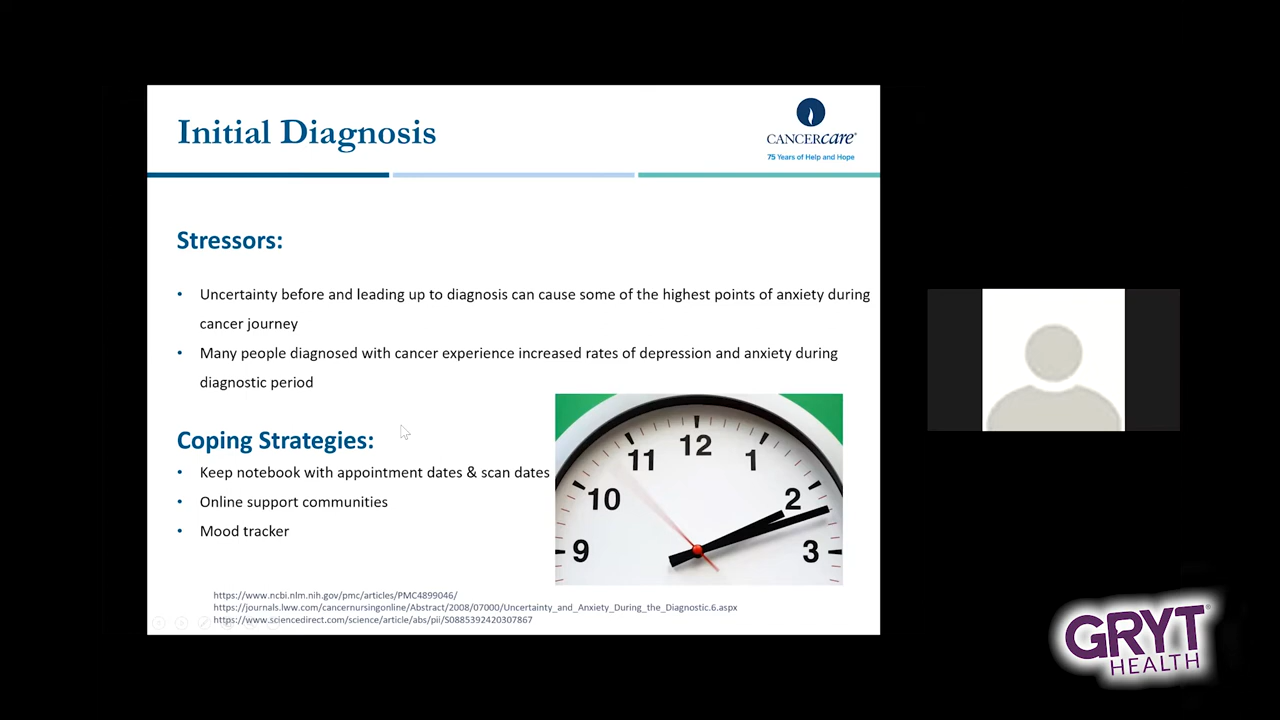 Initial Diagnosis
CANCERcare®
75 Years of Help and Hope
Stressors:
• Uncertainty before and leading up to diagnosis can cause some of the highest points of anxiety during
cancer journey
• Many people diagnosed with cancer experience increased rates of depression and anxiety during
diagnostic period
Coping Strategies:
• Keep notebook with appointment dates & scan dates
• Online support communities
• Mood tracker
12
11
1
10
2
9
3
https://www.ncbi.nlm.nih.gov/pmc/articles/PMC4899046/
https://journals.lww.com/cancernursingonline/Abstract/2008/07000/Uncertainty_and_Anxiety_During_the_Diagnostic.6.aspx
https://www.sciencedirect.com/science/article/abs/pii/S0885392420307867
GRYT®
HEALTH